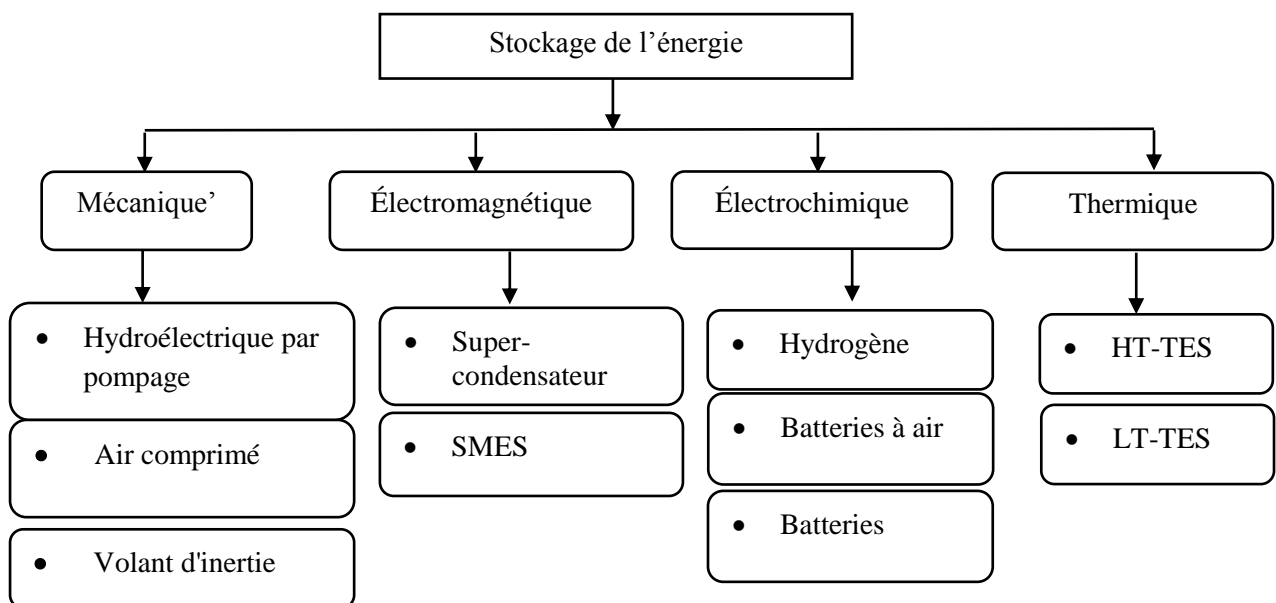 Stockage de l’énergie
Mécanique’
Électromagnétique
Électrochimique
Thermique
• Hydroélectrique par
pompage
• Air comprimé
• Volant d'inertie
• Super-
condensateur
• SMES
• Hydrogène
• Batteries à air
• Batteries
• HT-TES
• LT-TES